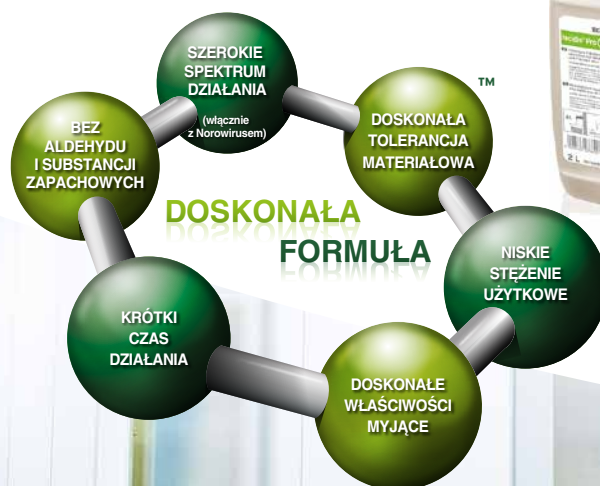 SZEROKIE
SPEKTRUM
DZIAŁANIA
(włącznie
z Norowirusem)
™
DOSKONAŁA
TOLERANCJA
MATERIAŁOWA
BEZ
ALDEHYDU
I SUBSTANCJI
ZAPACHOWYCH
DOSKONAŁA
FORMUŁA
NISKIE
STĘŻENIE
UŻYTKOWE
KRÓTKI
CZAS
DZIAŁANIA
DOSKONAŁE
WŁAŚCIWOŚCI
MYJĄCE
2 L